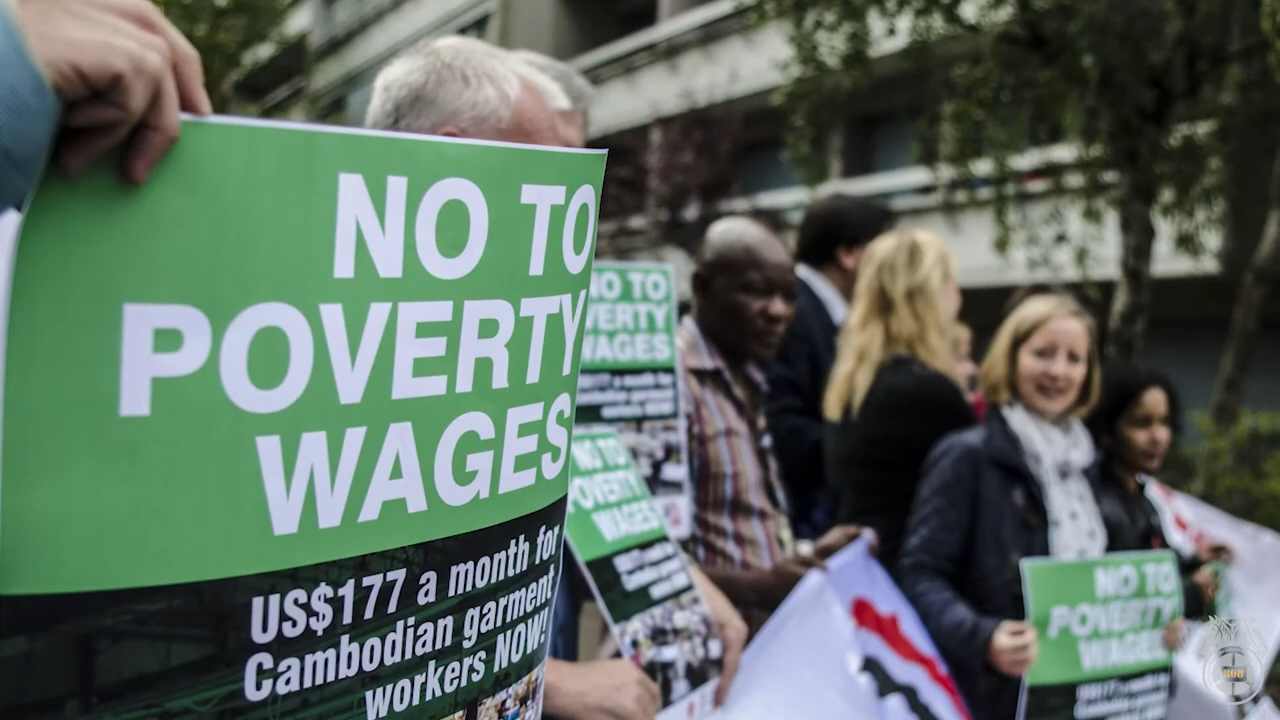 NO TO
POVERTY
WAGES
US$177 a month for
Cambodian garment
workers NOW!
NO TO
VERTY
WAGES
NO TO
POVERTY
WAGES
NO TO
POVERTY
WAGES